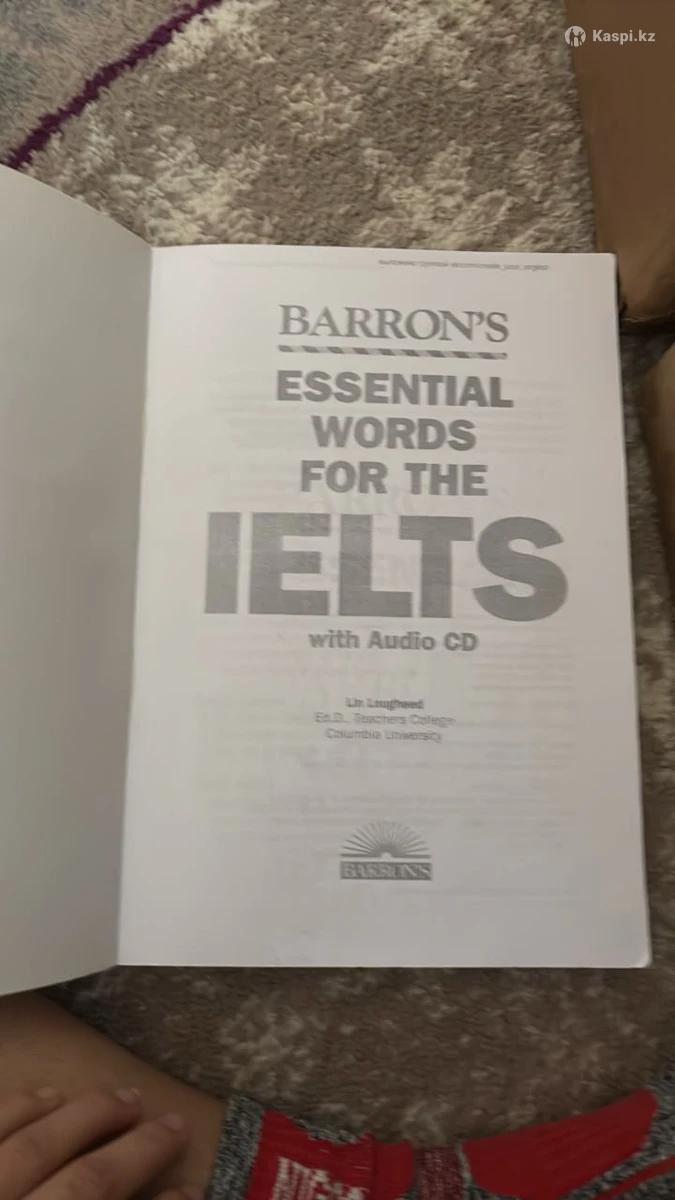 Kaspi.kz
BARRON'S
ESSENTIAL
WORDS
FOR THE
IELTS
with Audio CD
Lin Lougheed
Ed.D., Teachers College
Columbia University
BARRON'S